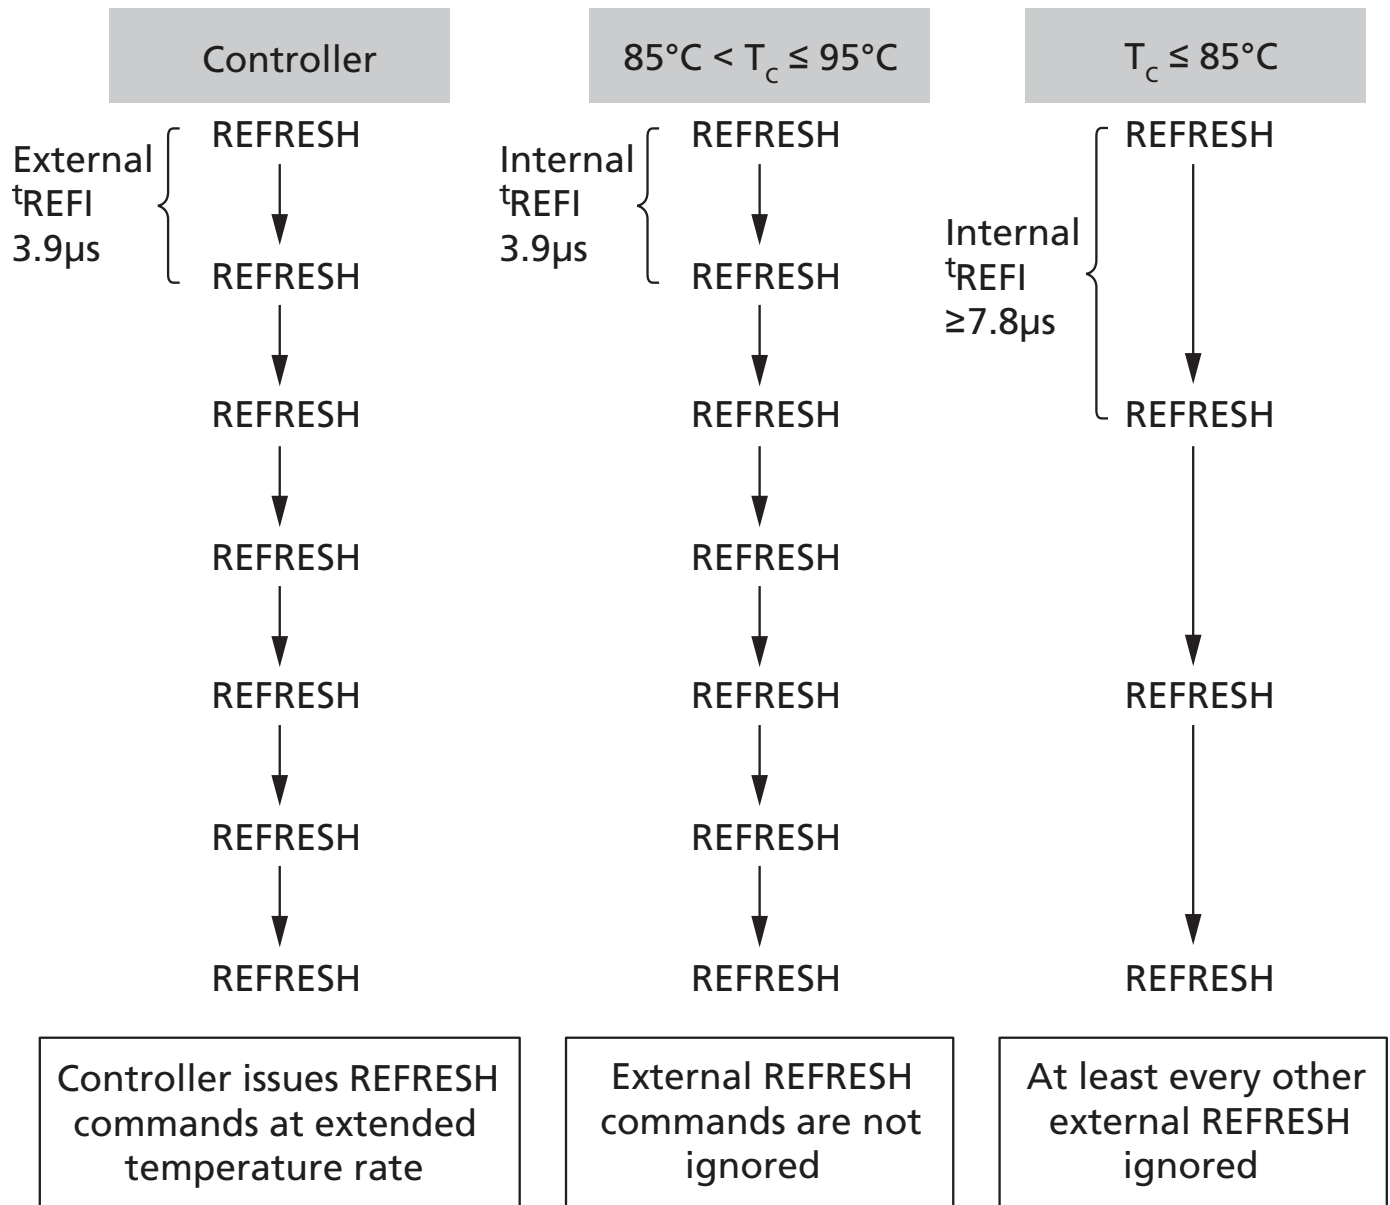 Controller
85°C < Tc ≤ 95°C
Tc ≤ 85°C
External
tREFI
3.9µs
REFRESH
REFRESH
REFRESH
REFRESH
REFRESH
REFRESH
REFRESH
Controller issues REFRESH
commands at extended
temperature rate
Internal
tREFI
3.9µs
REFRESH
REFRESH
REFRESH
REFRESH
REFRESH
REFRESH
REFRESH
External REFRESH
commands are not
ignored
Internal
tREFI
≥7.8µs
REFRESH
REFRESH
REFRESH
REFRESH
At least every other
external REFRESH
ignored